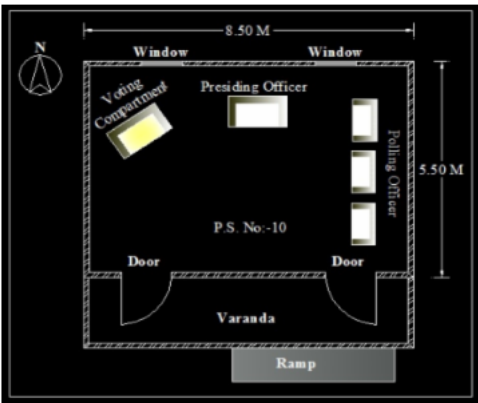 8.50 M
N
Window
Window
Voting
Compartment
Presiding Officer
Polling Officer
5.50 M
P.S. No:-10
Door
Door
Varanda
Ramp